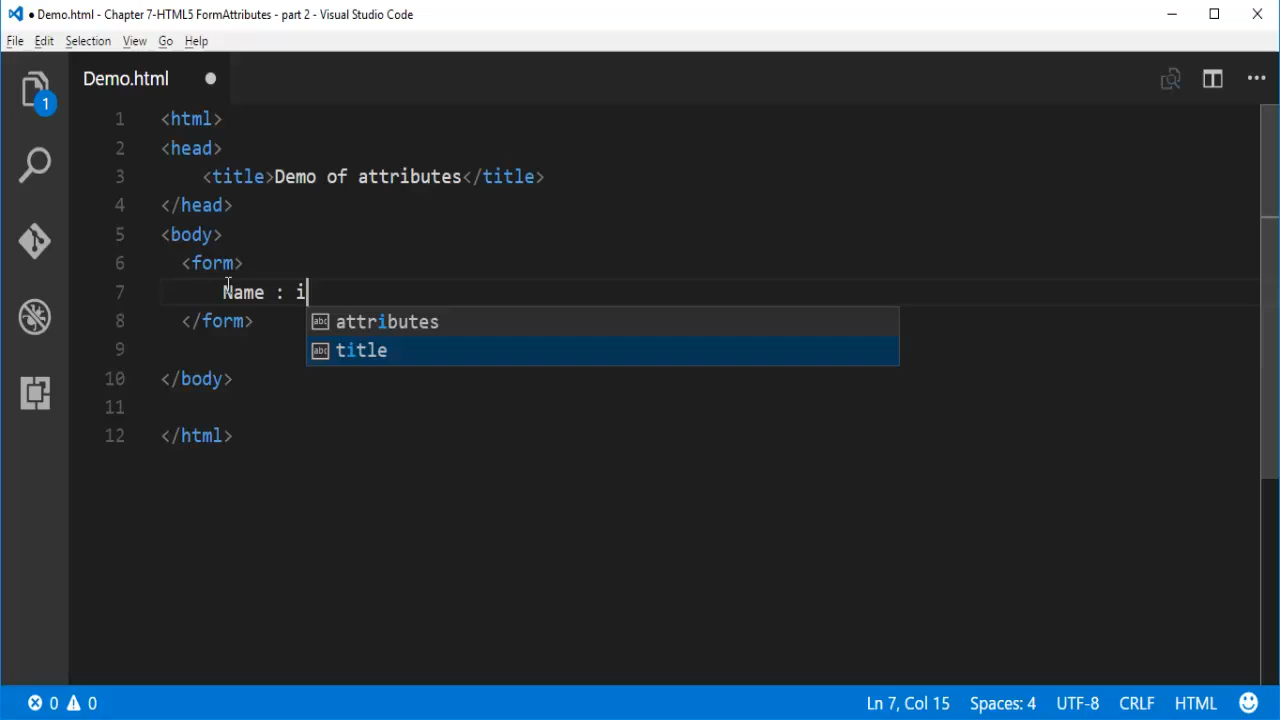 ● Demo.html - Chapter 7-HTML5 FormAttributes - part 2 - Visual Studio Code
File Edit Selection View Go Help
1
Demo.html
1 <html>
2 <head>
3 <title>Demo of attributes</title>
4 </head>
5 <body>
6 <form>
7 Name : i
abc attributes
8 </form>
abc title
9
10 </body>
11
12 </html>
0 0 Ln 7, Col 15 Spaces: 4 UTF-8 CRLF HTML